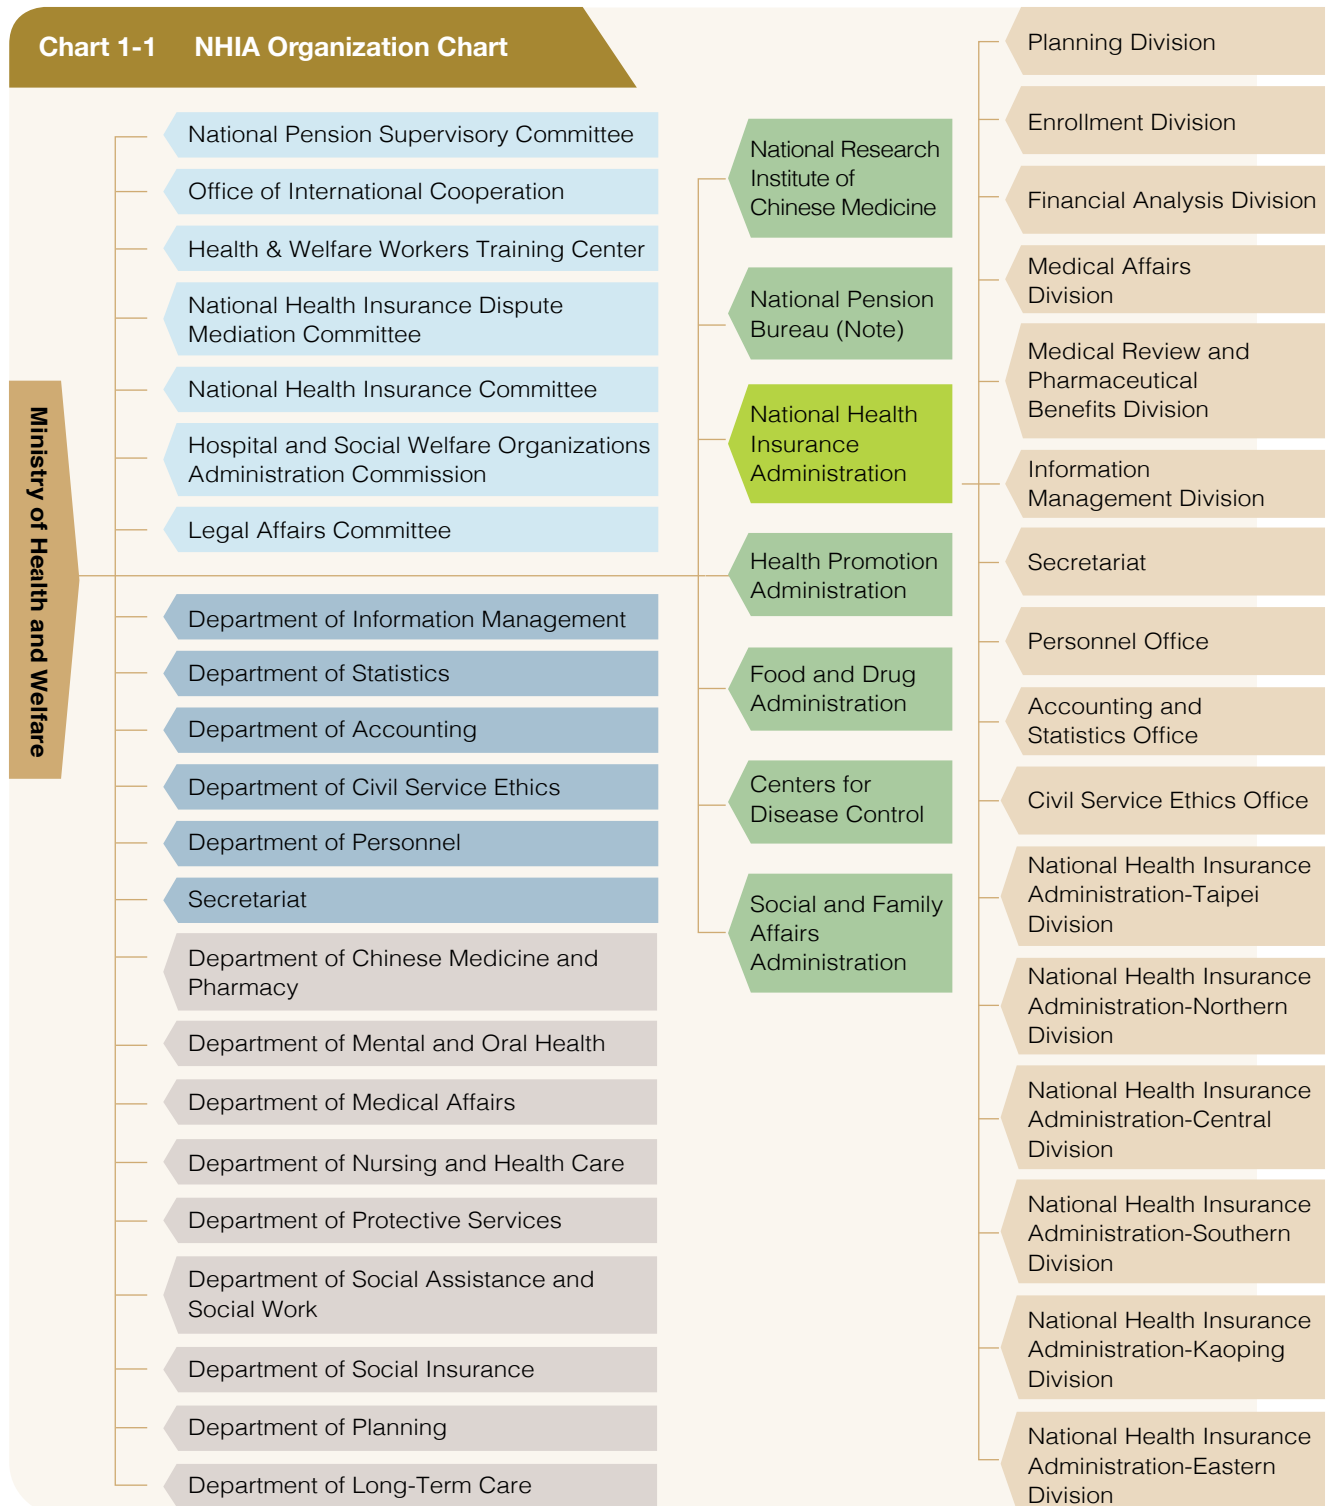 Chart 1-1 NHIA Organization Chart
Ministry of Health and Welfare
National Pension Supervisory Committee
Office of International Cooperation
Health & Welfare Workers Training Center
National Health Insurance Dispute
Mediation Committee
National Health Insurance Committee
Hospital and Social Welfare Organizations
Administration Commission
Legal Affairs Committee
Department of Information Management
Department of Statistics
Department of Accounting
Department of Civil Service Ethics
Department of Personnel
Secretariat
Department of Chinese Medicine and
Pharmacy
Department of Mental and Oral Health
Department of Medical Affairs
Department of Nursing and Health Care
Department of Protective Services
Department of Social Assistance and
Social Work
Department of Social Insurance
Department of Planning
Department of Long-Term Care
National Research
Institute of
Chinese Medicine
National Pension
Bureau (Note)
National Health
Insurance
Administration
Health Promotion
Administration
Food and Drug
Administration
Centers for
Disease Control
Social and Family
Affairs
Administration
Planning Division
Enrollment Division
Financial Analysis Division
Medical Affairs
Division
Medical Review and
Pharmaceutical
Benefits Division
Information
Management Division
Secretariat
Personnel Office
Accounting and
Statistics Office
Civil Service Ethics Office
National Health Insurance
Administration-Taipei
Division
National Health Insurance
Administration-Northern
Division
National Health Insurance
Administration-Central
Division
National Health Insurance
Administration-Southern
Division
National Health Insurance
Administration-Kaoping
Division
National Health Insurance
Administration-Eastern
Division